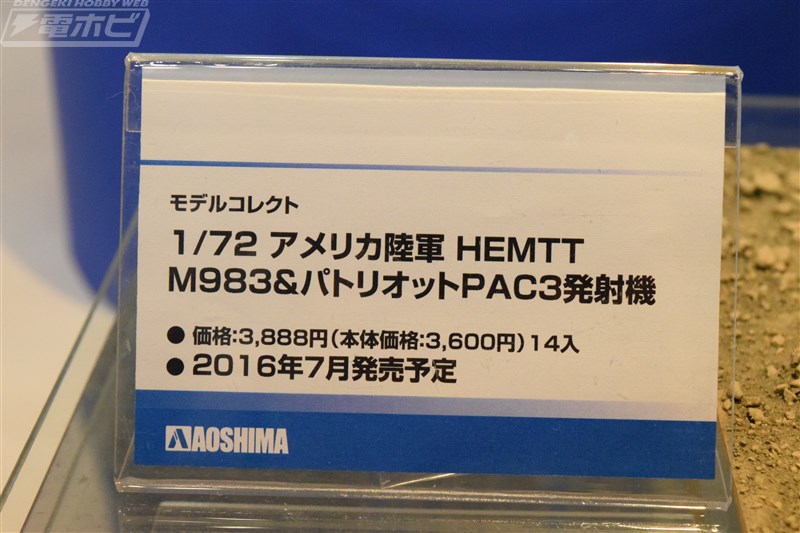 DENGEKI HOBBY WEB
電ホビ
モデルコレクト
1/72 アメリカ陸軍 HEMTT
M983&パトリオットPAC3発射機
● 価格:3,888円(本体価格:3,600円)14入
● 2016年7月発売予定
AOSHIMA